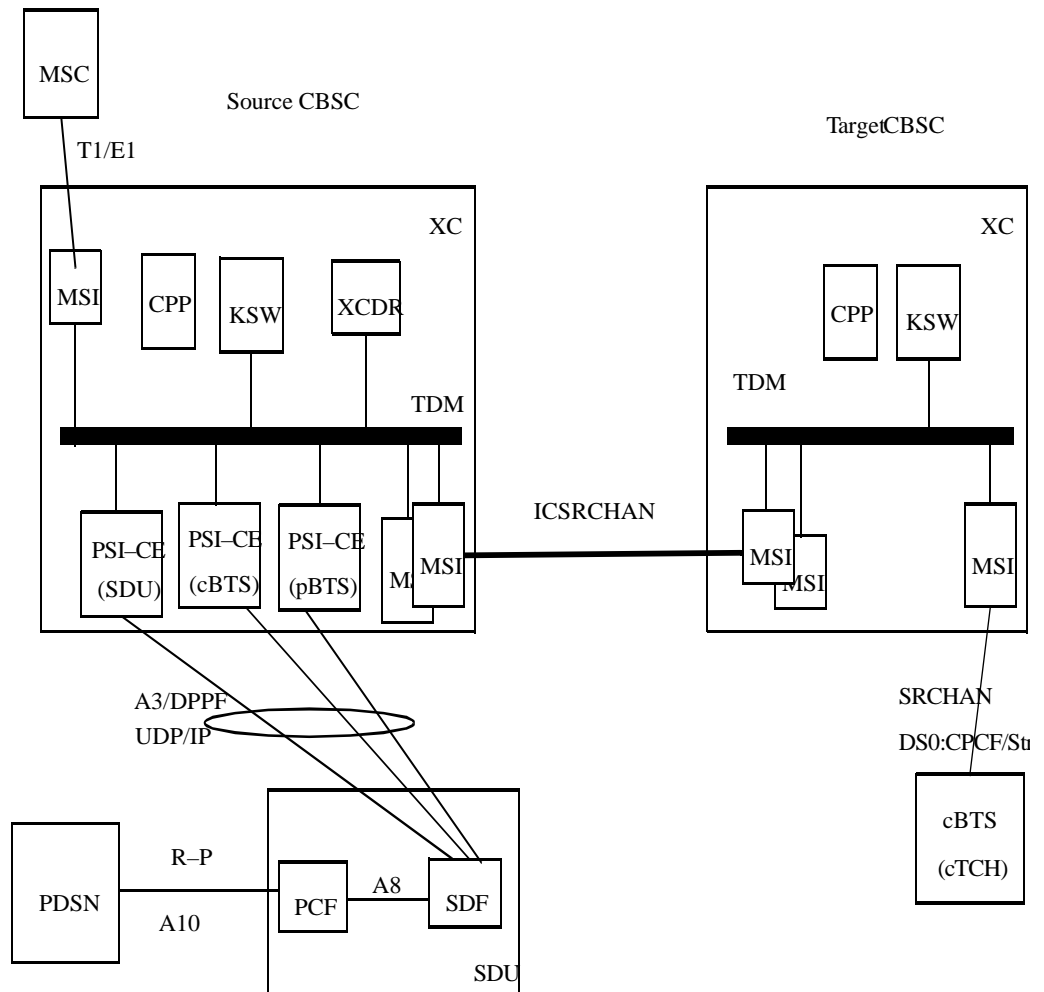 MSC
Source CBSC
TargetCBSC
T1/E1
XC
XC
MSI
CPP
KSW
XCDR
CPP
KSW
TDM
TDM
ICSRCHAN
PSI–CE
(SDU)
PSI–CE
(cBTS)
PSI–CE
(pBTS)
MSI
MSI
MSI
MSI
A3/DPPF
UDP/IP
SRCHAN
DS0:CPCF/
cBTS
(cTCH)
R–P
A8
PDSN
PCF
SDF
A10
SDU